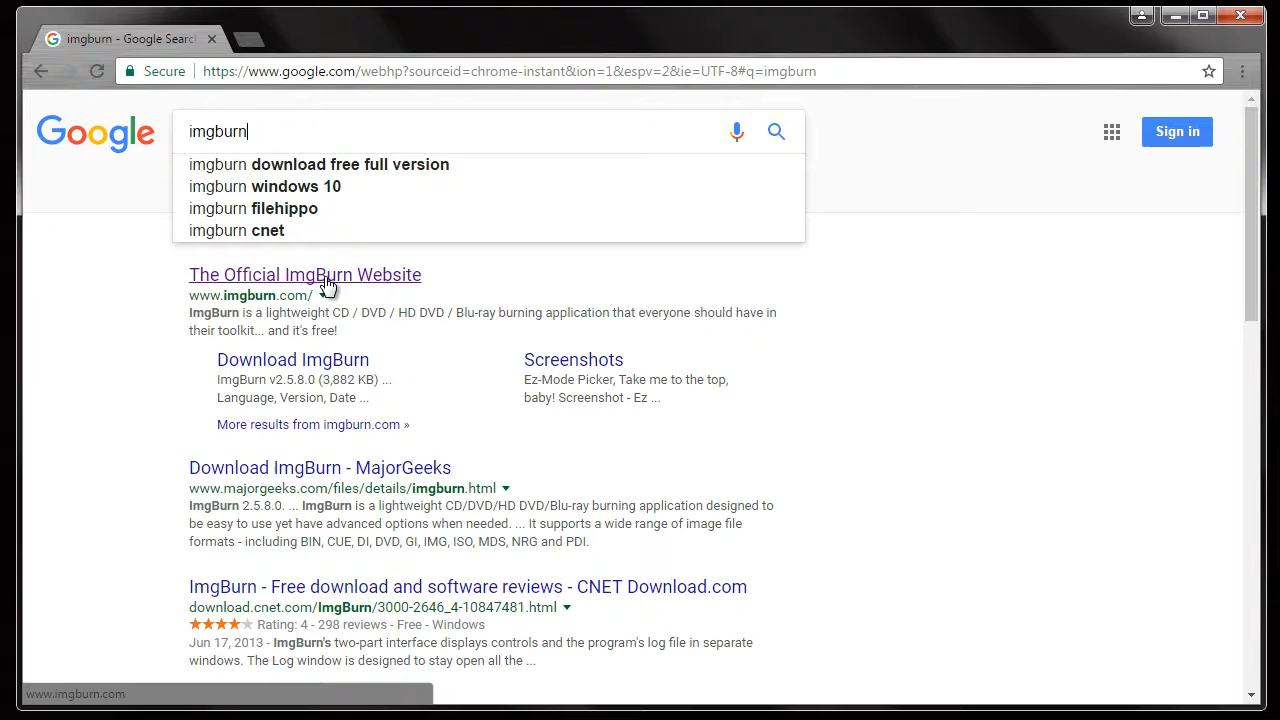 imgburn - Google Searc
Secure
https://www.google.com/webhp?sourceid=chrome-instant&ion=1&espv=2&ie=UTF-8#q=imgburn
Google
imgburn
Sign in
imgburn download free full version
imgburn windows 10
imgburn filehippo
imgburn cnet
The Official ImgBurn Website
www.imgburn.com/
ImgBurn is a lightweight CD / DVD / HD DVD / Blu-ray burning application that everyone should have in
their toolkit... and it's free!
Download ImgBurn
ImgBurn v2.5.8.0 (3,882 KB) ...
Language, Version, Date ...
Screenshots
Ez-Mode Picker, Take me to the top,
baby! Screenshot - Ez ...
More results from imgburn.com »
Download ImgBurn - MajorGeeks
www.majorgeeks.com/files/details/imgburn.html
ImgBurn 2.5.8.0. ... ImgBurn is a lightweight CD/DVD/HD DVD/Blu-ray burning application designed to
be easy to use yet have advanced options when needed. ... It supports a wide range of image file
formats - including BIN, CUE, DI, DVD, GI, IMG, ISO, MDS, NRG and PDI.
ImgBurn - Free download and software reviews - CNET Download.com
download.cnet.com/ImgBurn/3000-2646_4-10847481.html
Rating: 4 - 298 reviews - Free - Windows
Jun 17, 2013 - ImgBurn's two-part interface displays controls and the program's log file in separate
windows. The Log window is designed to stay open all the ...
www.imgburn.com